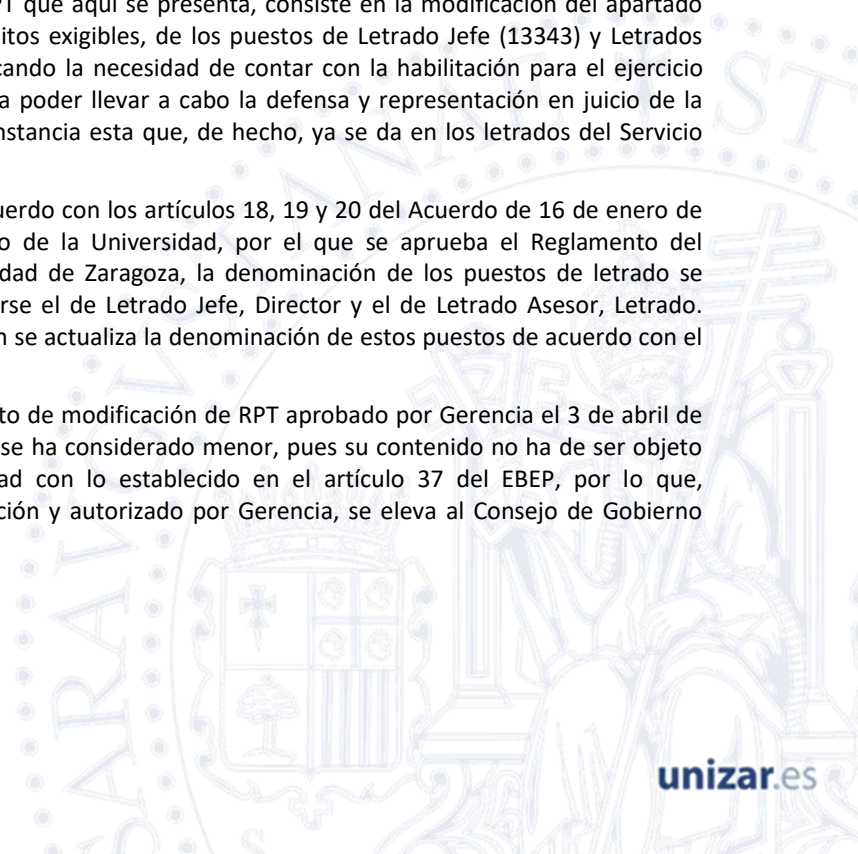 PT que aquí se presenta, consiste en la modificación del apartado
itos exigibles, de los puestos de Letrado Jefe (13343) y Letrados
cando la necesidad de contar con la habilitación para el ejercicio
a poder llevar a cabo la defensa y representación en juicio de la
nstancia esta que, de hecho, ya se da en los letrados del Servicio
uerdo con los artículos 18, 19 y 20 del Acuerdo de 16 de enero de
o de la Universidad, por el que se aprueba el Reglamento del
dad de Zaragoza, la denominación de los puestos de letrado se
rse el de Letrado Jefe, Director y el de Letrado Asesor, Letrado.
n se actualiza la denominación de estos puestos de acuerdo con el
to de modificación de RPT aprobado por Gerencia el 3 de abril de
se ha considerado menor, pues su contenido no ha de ser objeto
ad con lo establecido en el artículo 37 del EBEP, por lo que,
ción y autorizado por Gerencia, se eleva al Consejo de Gobierno
unizar.es